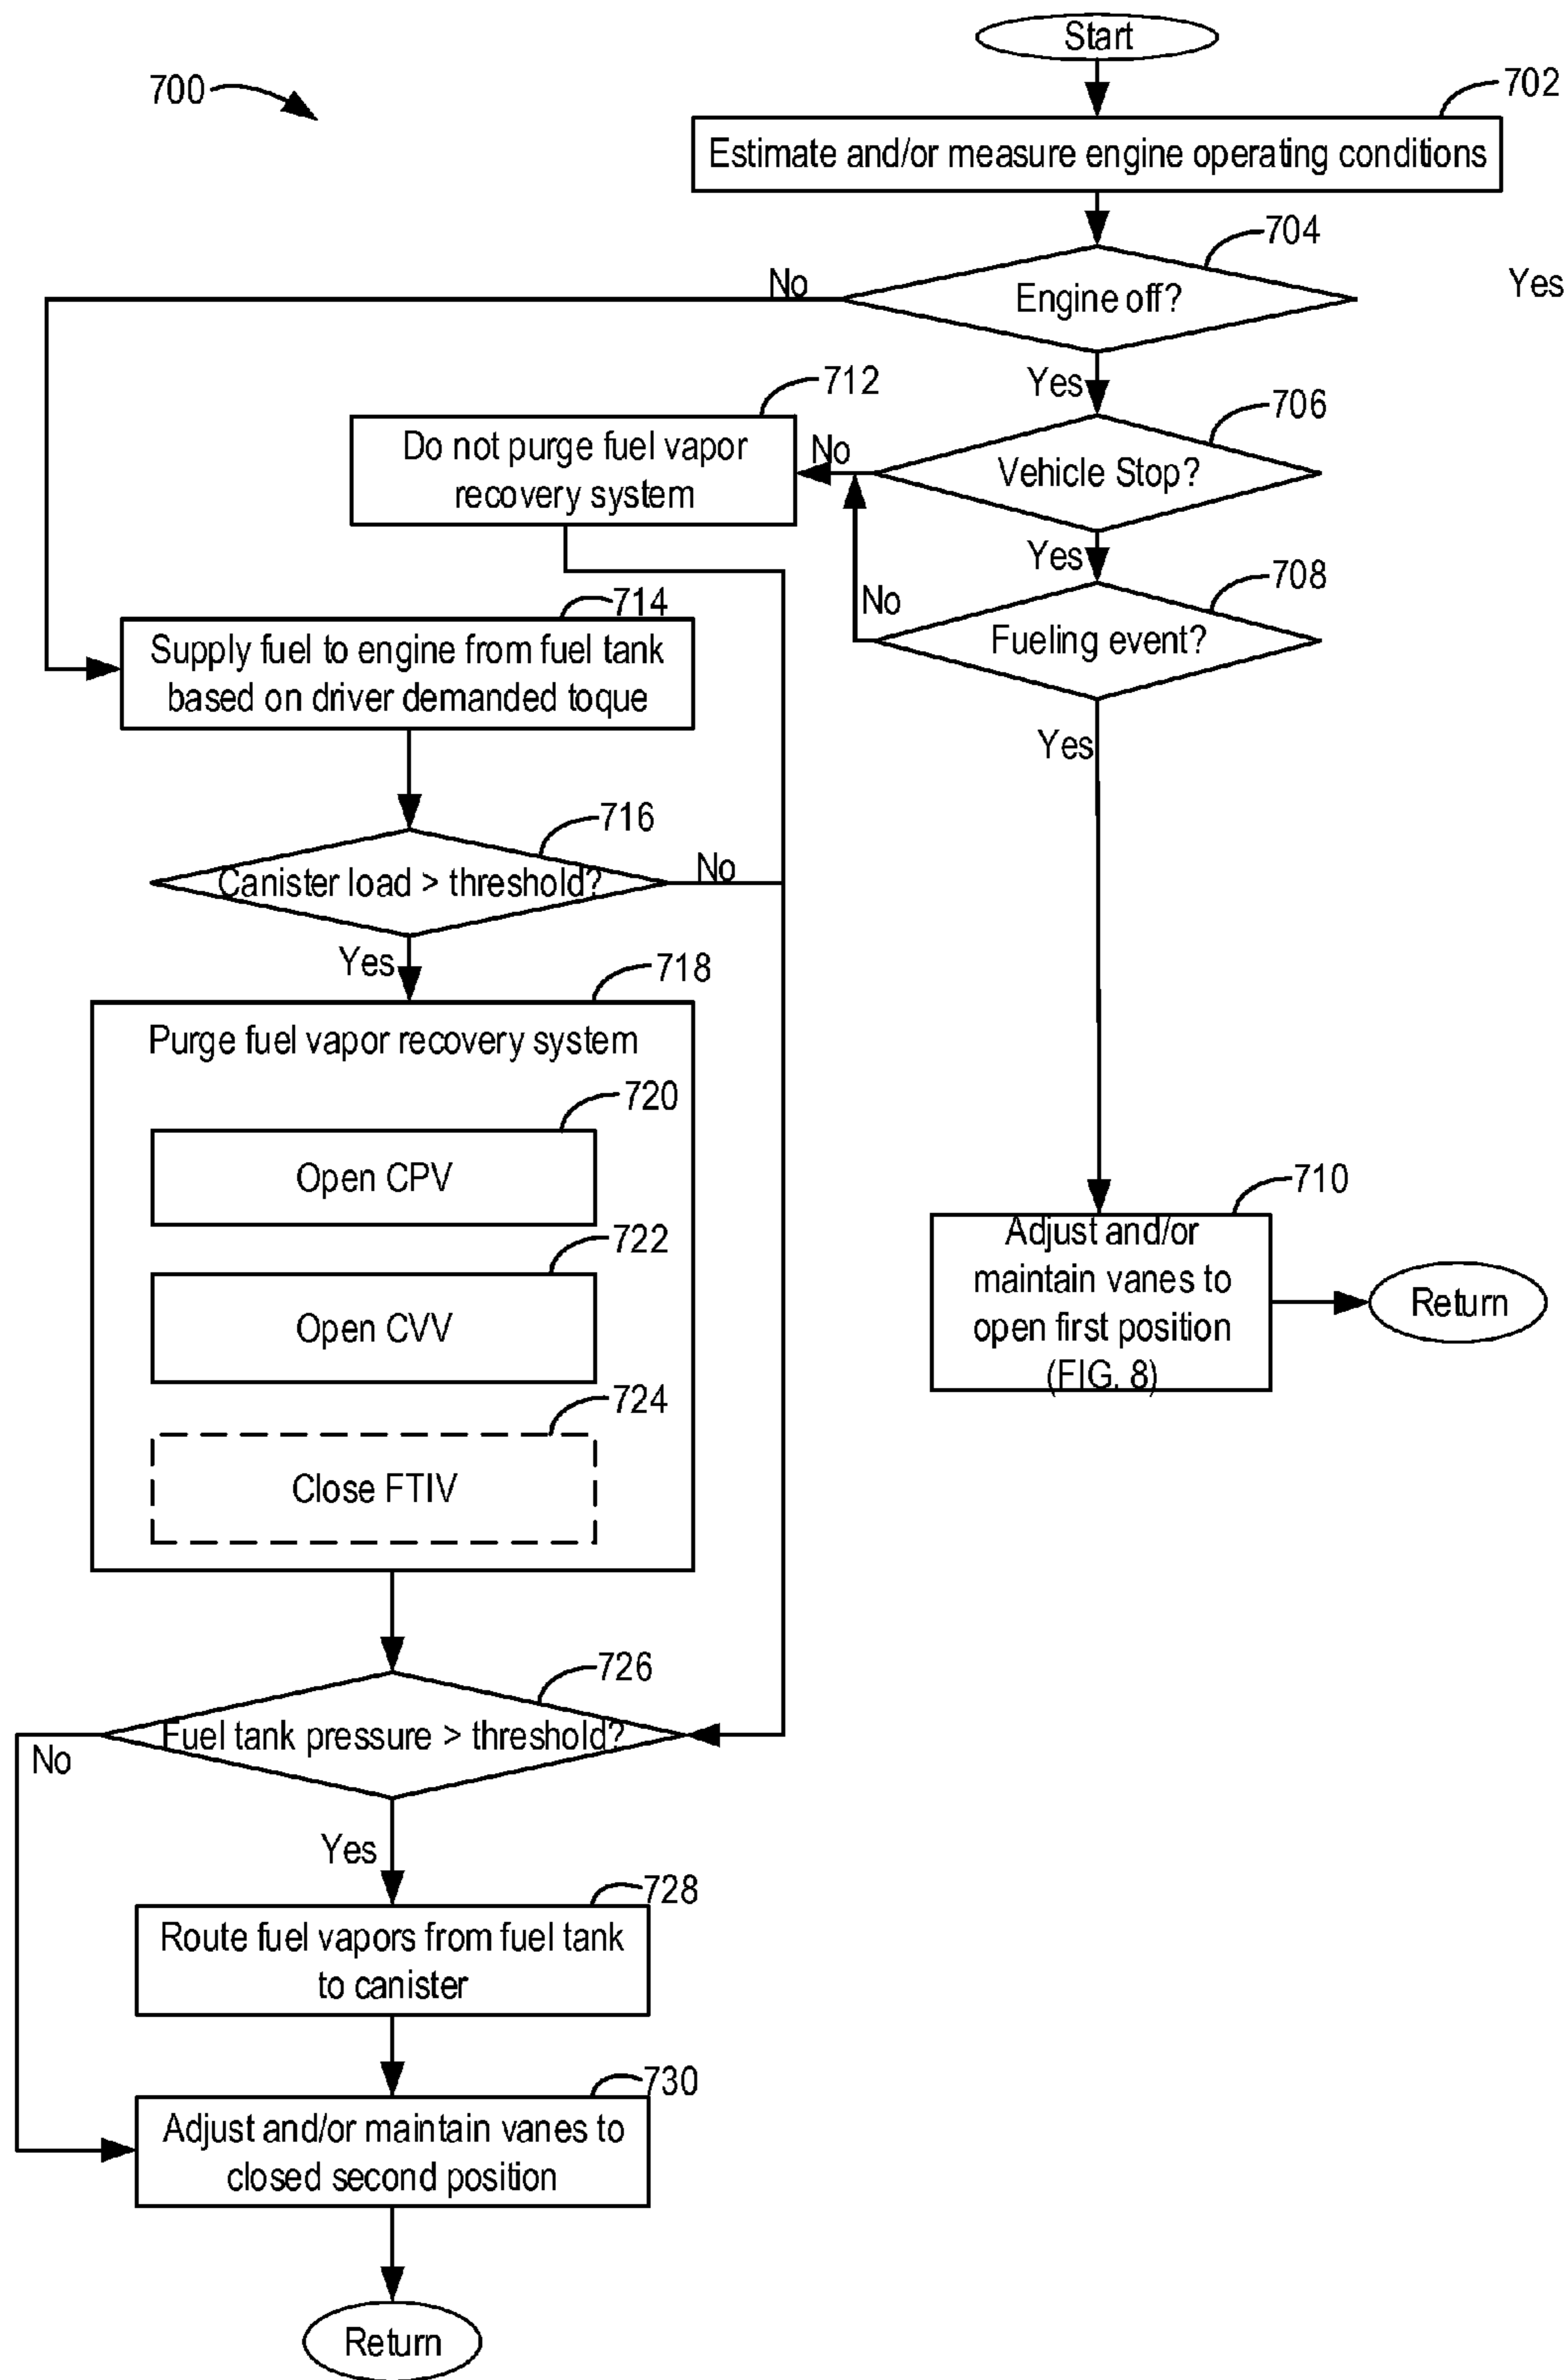 Start
700
702
Estimate and/or measure engine operating conditions
704
No
Engine off?
Yes
Yes
712
706
Do not purge fuel vapor
recovery system
No
Vehicle Stop?
Yes
708
No
Fueling event?
714
Supply fuel to engine from fuel tank
based on driver demanded toque
Yes
716
Canister load > threshold?
No
Yes
718
Purge fuel vapor recovery system
720
Open CPV
722
Open CVV
724
Close FTIV
710
Adjust and/or
maintain vanes to
open first position
(FIG. 8)
Return
726
Fuel tank pressure > threshold?
No
Yes
728
Route fuel vapors from fuel tank
to canister
730
Adjust and/or maintain vanes to
closed second position
Return